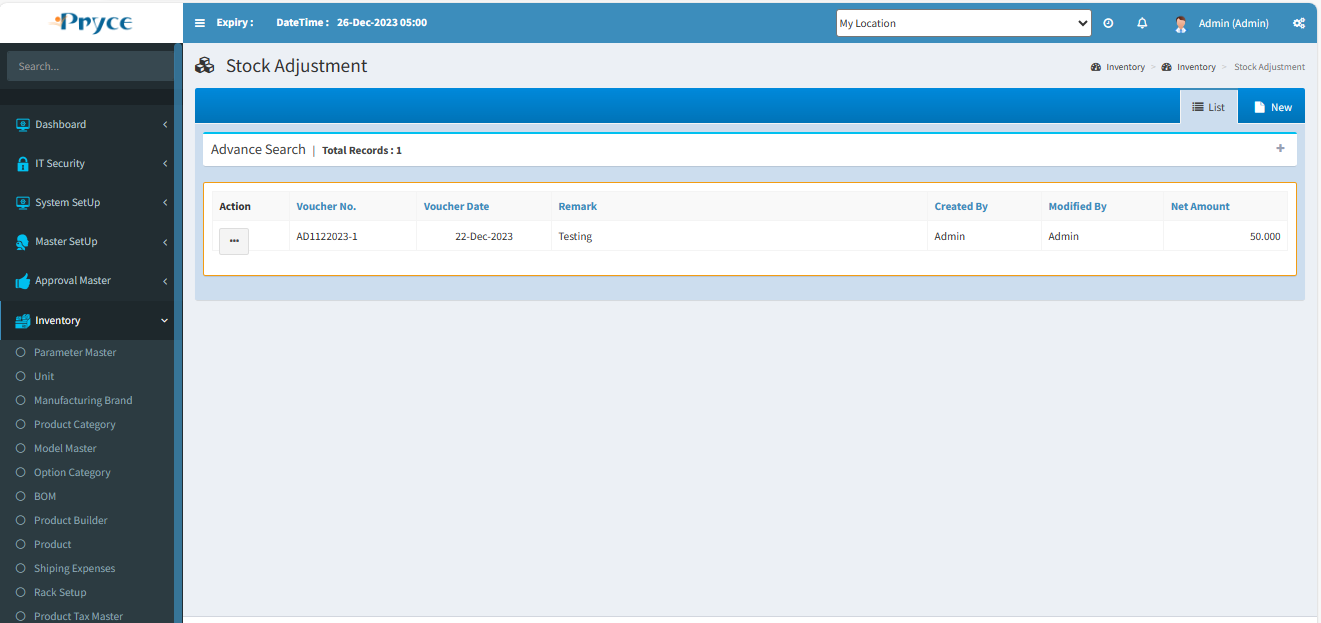 Pryce
Expiry : DateTime : 26-Dec-2023 05:00
My Location
Admin (Admin)
Search...
Stock Adjustment
Inventory > Inventory > Stock Adjustment
List
New
Dashboard
IT Security
System SetUp
Master SetUp
Approval Master
Inventory
Parameter Master
Unit
Manufacturing Brand
Product Category
Model Master
Option Category
BOM
Product Builder
Product
Shiping Expenses
Rack Setup
Product Tax Master
Advance Search | Total Records : 1
Action Voucher No. Voucher Date Remark Created By Modified By Net Amount
AD1122023-1 22-Dec-2023 Testing Admin Admin 50.000